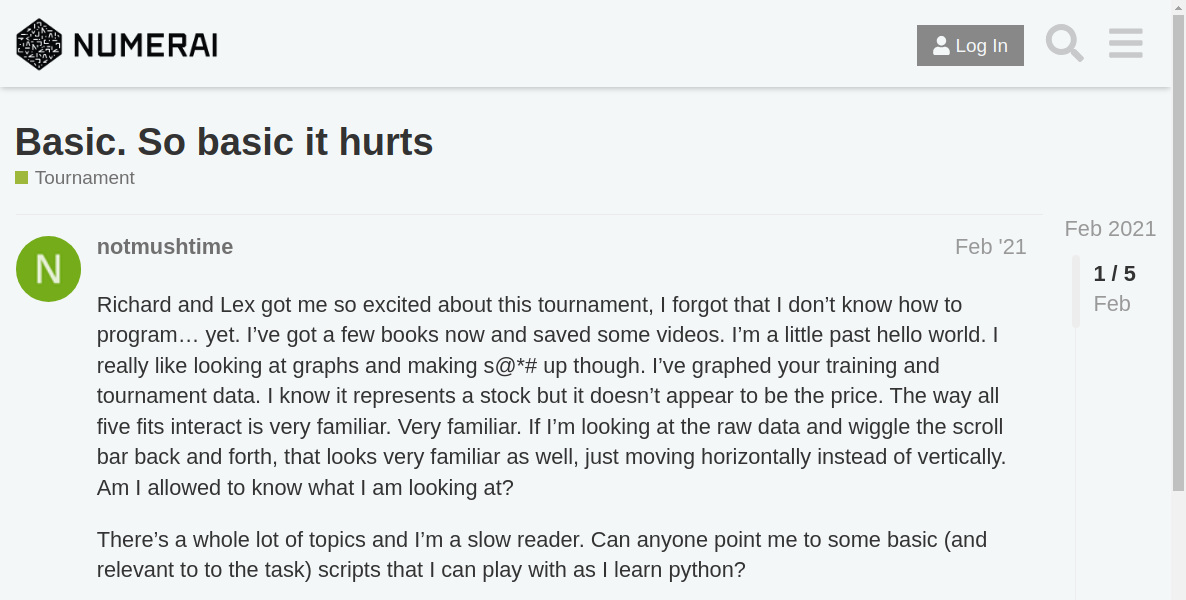 NUMERAI
Log In
Basic. So basic it hurts
Tournament
Feb 2021
notmushtime
Feb '21
1 / 5
Feb
Richard and Lex got me so excited about this tournament, I forgot that I don’t know how to
program… yet. I’ve got a few books now and saved some videos. I’m a little past hello world. I
really like looking at graphs and making s@*# up though. I’ve graphed your training and
tournament data. I know it represents a stock but it doesn’t appear to be the price. The way all
five fits interact is very familiar. Very familiar. If I’m looking at the raw data and wiggle the scroll
bar back and forth, that looks very familiar as well, just moving horizontally instead of vertically.
Am I allowed to know what I am looking at?
There’s a whole lot of topics and I’m a slow reader. Can anyone point me to some basic (and
relevant to to the task) scripts that I can play with as I learn python?
N